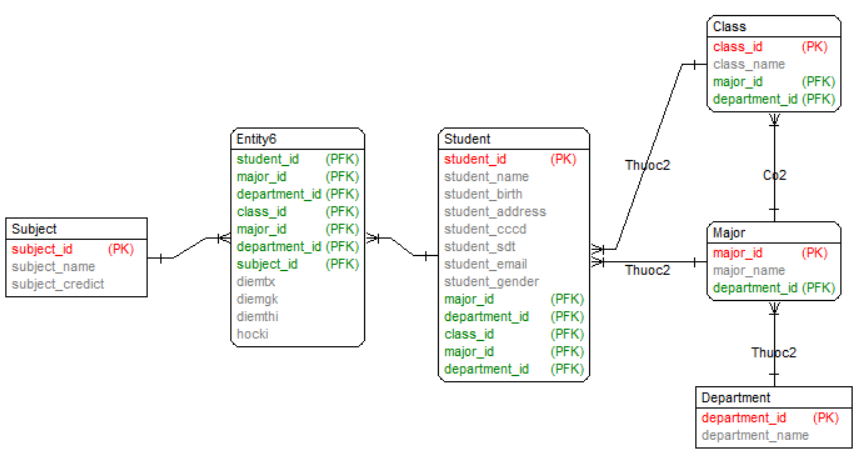 Class
class_id (PK)
class_name
major_id (PFK)
department_id (PFK)
Entity6
student_id (PFK)
major_id (PFK)
department_id (PFK)
class_id (PFK)
major_id (PFK)
department_id (PFK)
subject_id (PFK)
diemtx
diemgk
diemthi
hocki
Student
student_id (PK)
student_name
student_birth
student_address
student_cccd
student_sdt
student_email
student_gender
major_id (PFK)
department_id (PFK)
class_id (PFK)
major_id (PFK)
department_id (PFK)
Thuoc2
Co2
Subject
subject_id (PK)
subject_name
subject_credict
Major
major_id (PK)
major_name
department_id (PFK)
Thuoc2
Thuoc2
Department
department_id (PK)
department_name